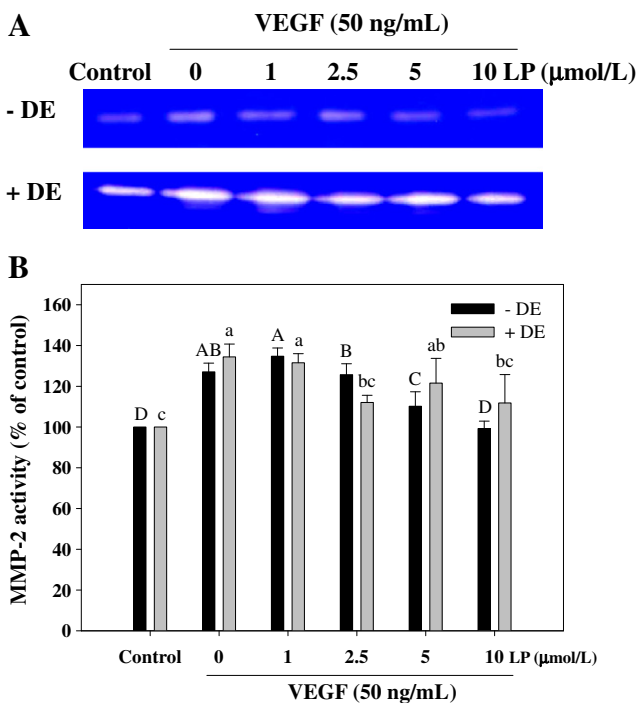 A
VEGF (50 ng/mL)
Control 0 1 2.5 5 10 LP (μmol/L)
- DE
+ DE
B
MMP-2 activity (% of control)
160
140
120
100
80
60
40
20
0
- DE
+ DE
D c AB a A a B bc C ab D bc
Control 0 1 2.5 5 10 LP (μmol/L)
VEGF (50 ng/mL)